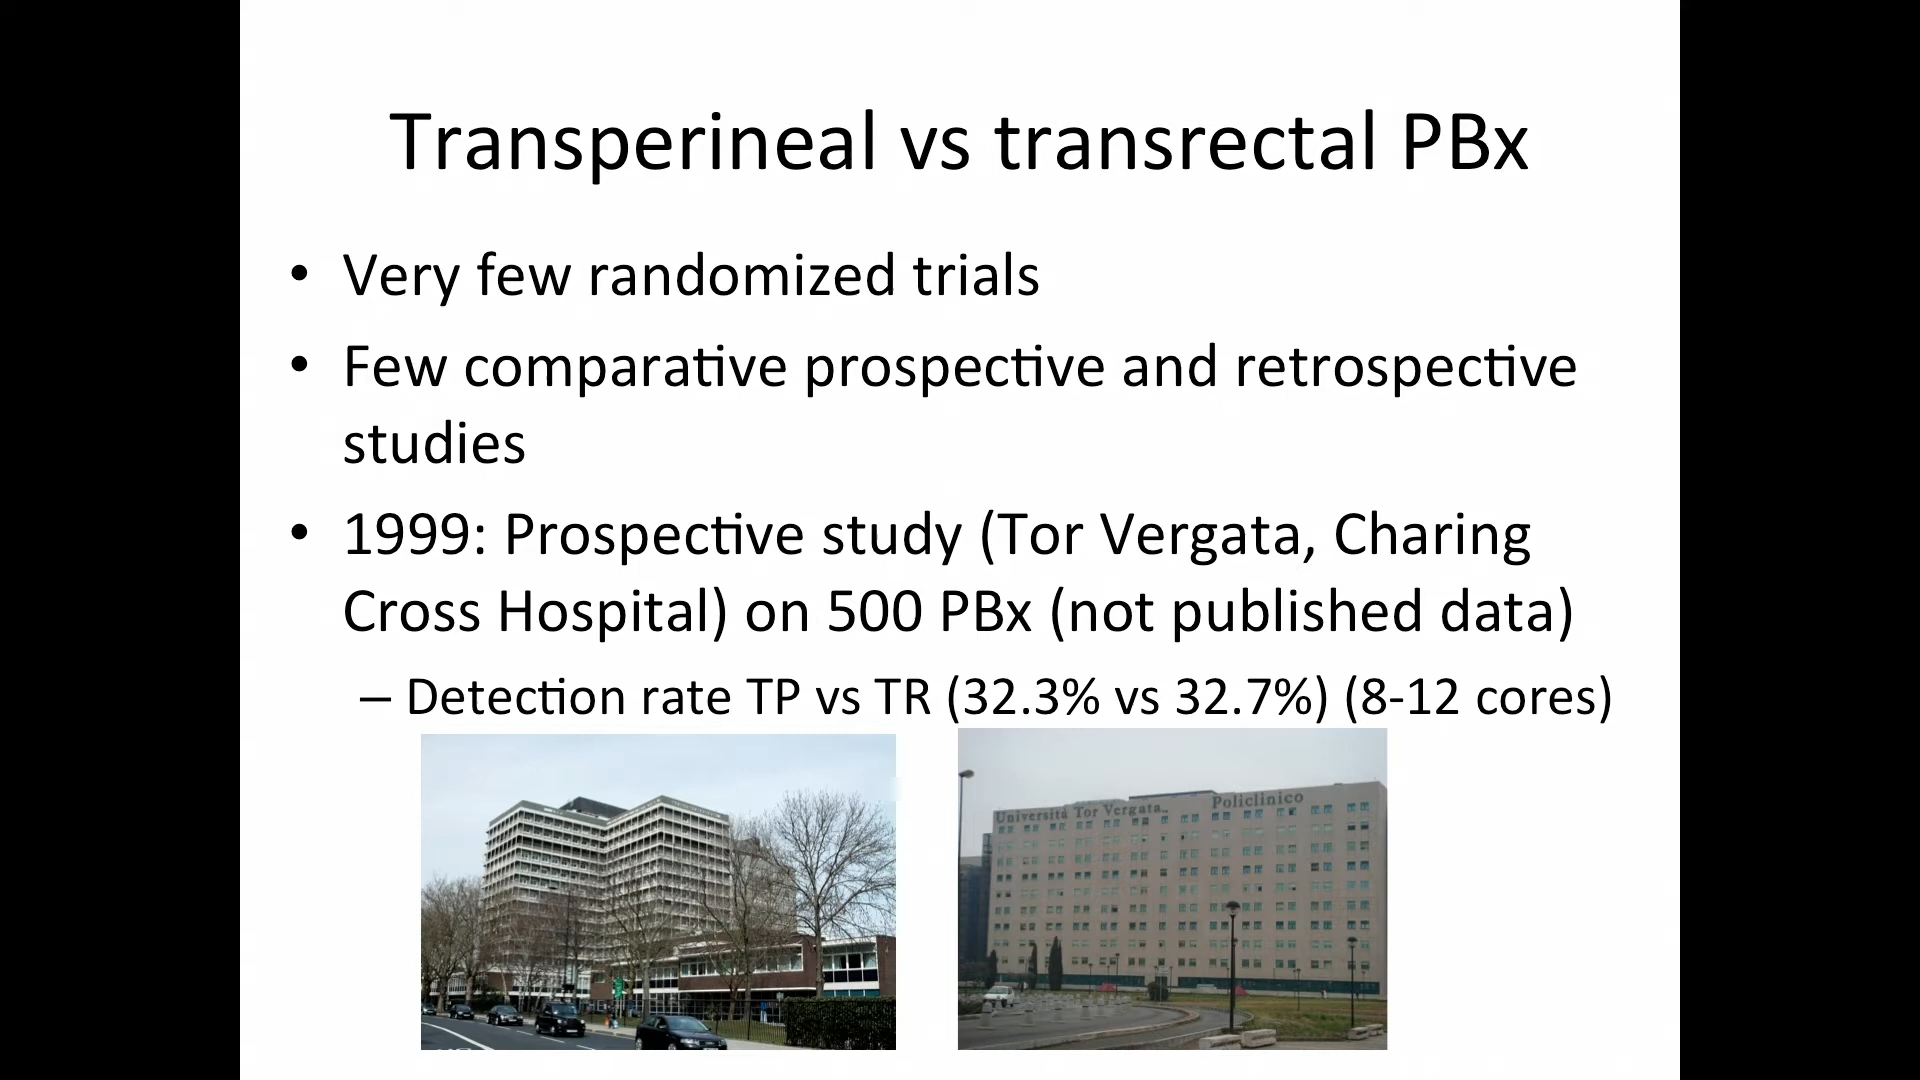 Transperineal vs transrectal PBx
• Very few randomized trials
• Few comparative prospective and retrospective
studies
• 1999: Prospective study (Tor Vergata, Charing
Cross Hospital) on 500 PBx (not published data)
– Detection rate TP vs TR (32.3% vs 32.7%) (8-12 cores)
Università Tor Vergata Policlinico